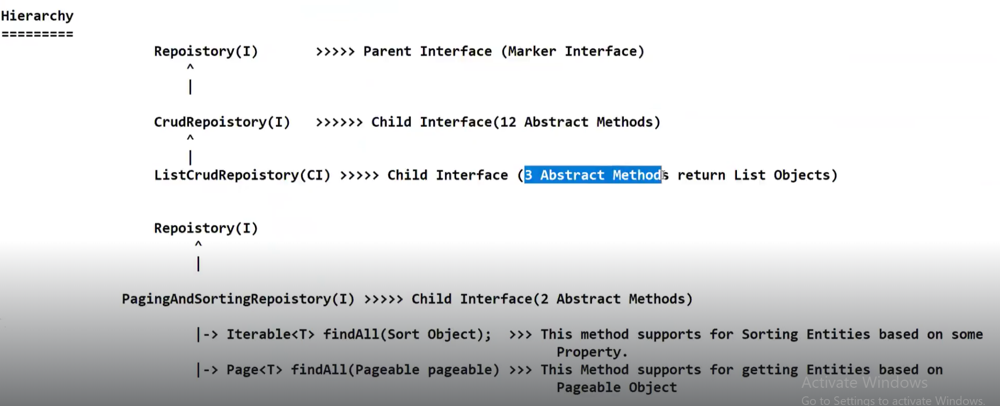 Hierarchy
=========
Repoistory(I) >>>>> Parent Interface (Marker Interface)
^
|
CrudRepoistory(I) >>>>>> Child Interface(12 Abstract Methods)
^
|
ListCrudRepoistory(CI) >>>>> Child Interface (3 Abstract Methods return List Objects)
Repoistory(I)
^
|
PagingAndSortingRepoistory(I) >>>>> Child Interface(2 Abstract Methods)
|-> Iterable<T> findAll(Sort Object); >>> This method supports for Sorting Entities based on some
Property.
|-> Page<T> findAll(Pageable pageable) >>> This Method supports for getting Entities based on
Pageable Object
Activate Windows
Go to Settings to activate Windows.